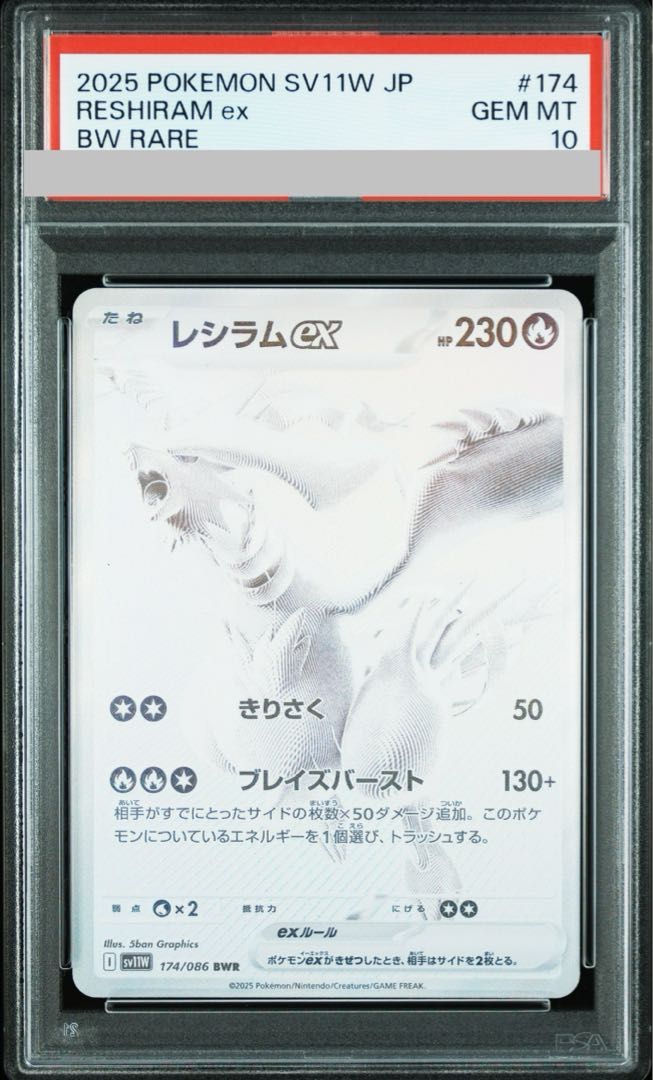 2025 POKEMON SV11W JP #174
RESHIRAM ex GEM MT
BW RARE 10
たね レシラムex HP 230
きりさく 50
ブレイズバースト 130+
相手がすでにとったサイドの枚数×50ダメージ追加。このポケ
モンについているエネルギーを1個選び、トラッシュする。
弱点 ×2 抵抗力 にげる
exルール
ポケモンexがきぜつしたとき、相手はサイドを2枚とる。
Illus. 5ban Graphics
I sv11W 174/086 BWR
©2025 Pokémon/Nintendo/Creatures/GAME FREAK.